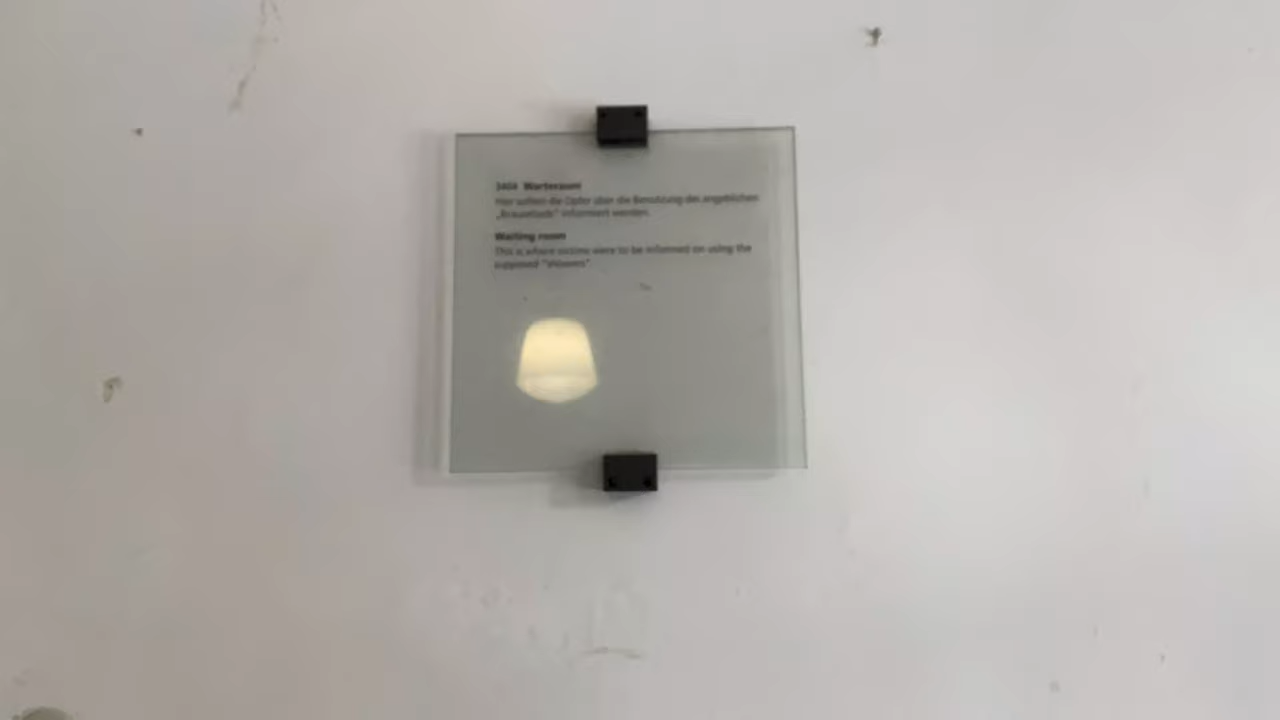 Warteraum
Hier sollten die Opfer über die Benutzung des angeblichen
„Brausebads“ informiert werden.
Waiting room
This is where victims were to be informed on using the
supposed "showers"